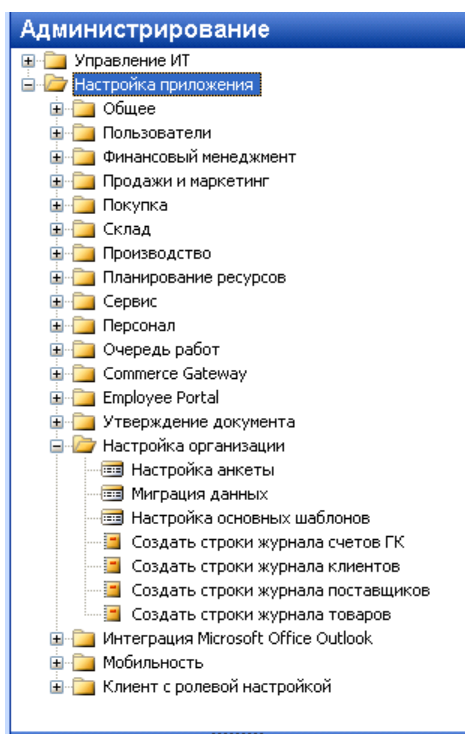 Администрирование
Управление ИТ
Настройка приложения
Общее
Пользователи
Финансовый менеджмент
Продажи и маркетинг
Покупка
Склад
Производство
Планирование ресурсов
Сервис
Персонал
Очередь работ
Commerce Gateway
Employee Portal
Утверждение документа
Настройка организации
Настройка анкеты
Миграция данных
Настройка основных шаблонов
Создать строки журнала счетов ГК
Создать строки журнала клиентов
Создать строки журнала поставщиков
Создать строки журнала товаров
Интеграция Microsoft Office Outlook
Мобильность
Клиент с ролевой настройкой